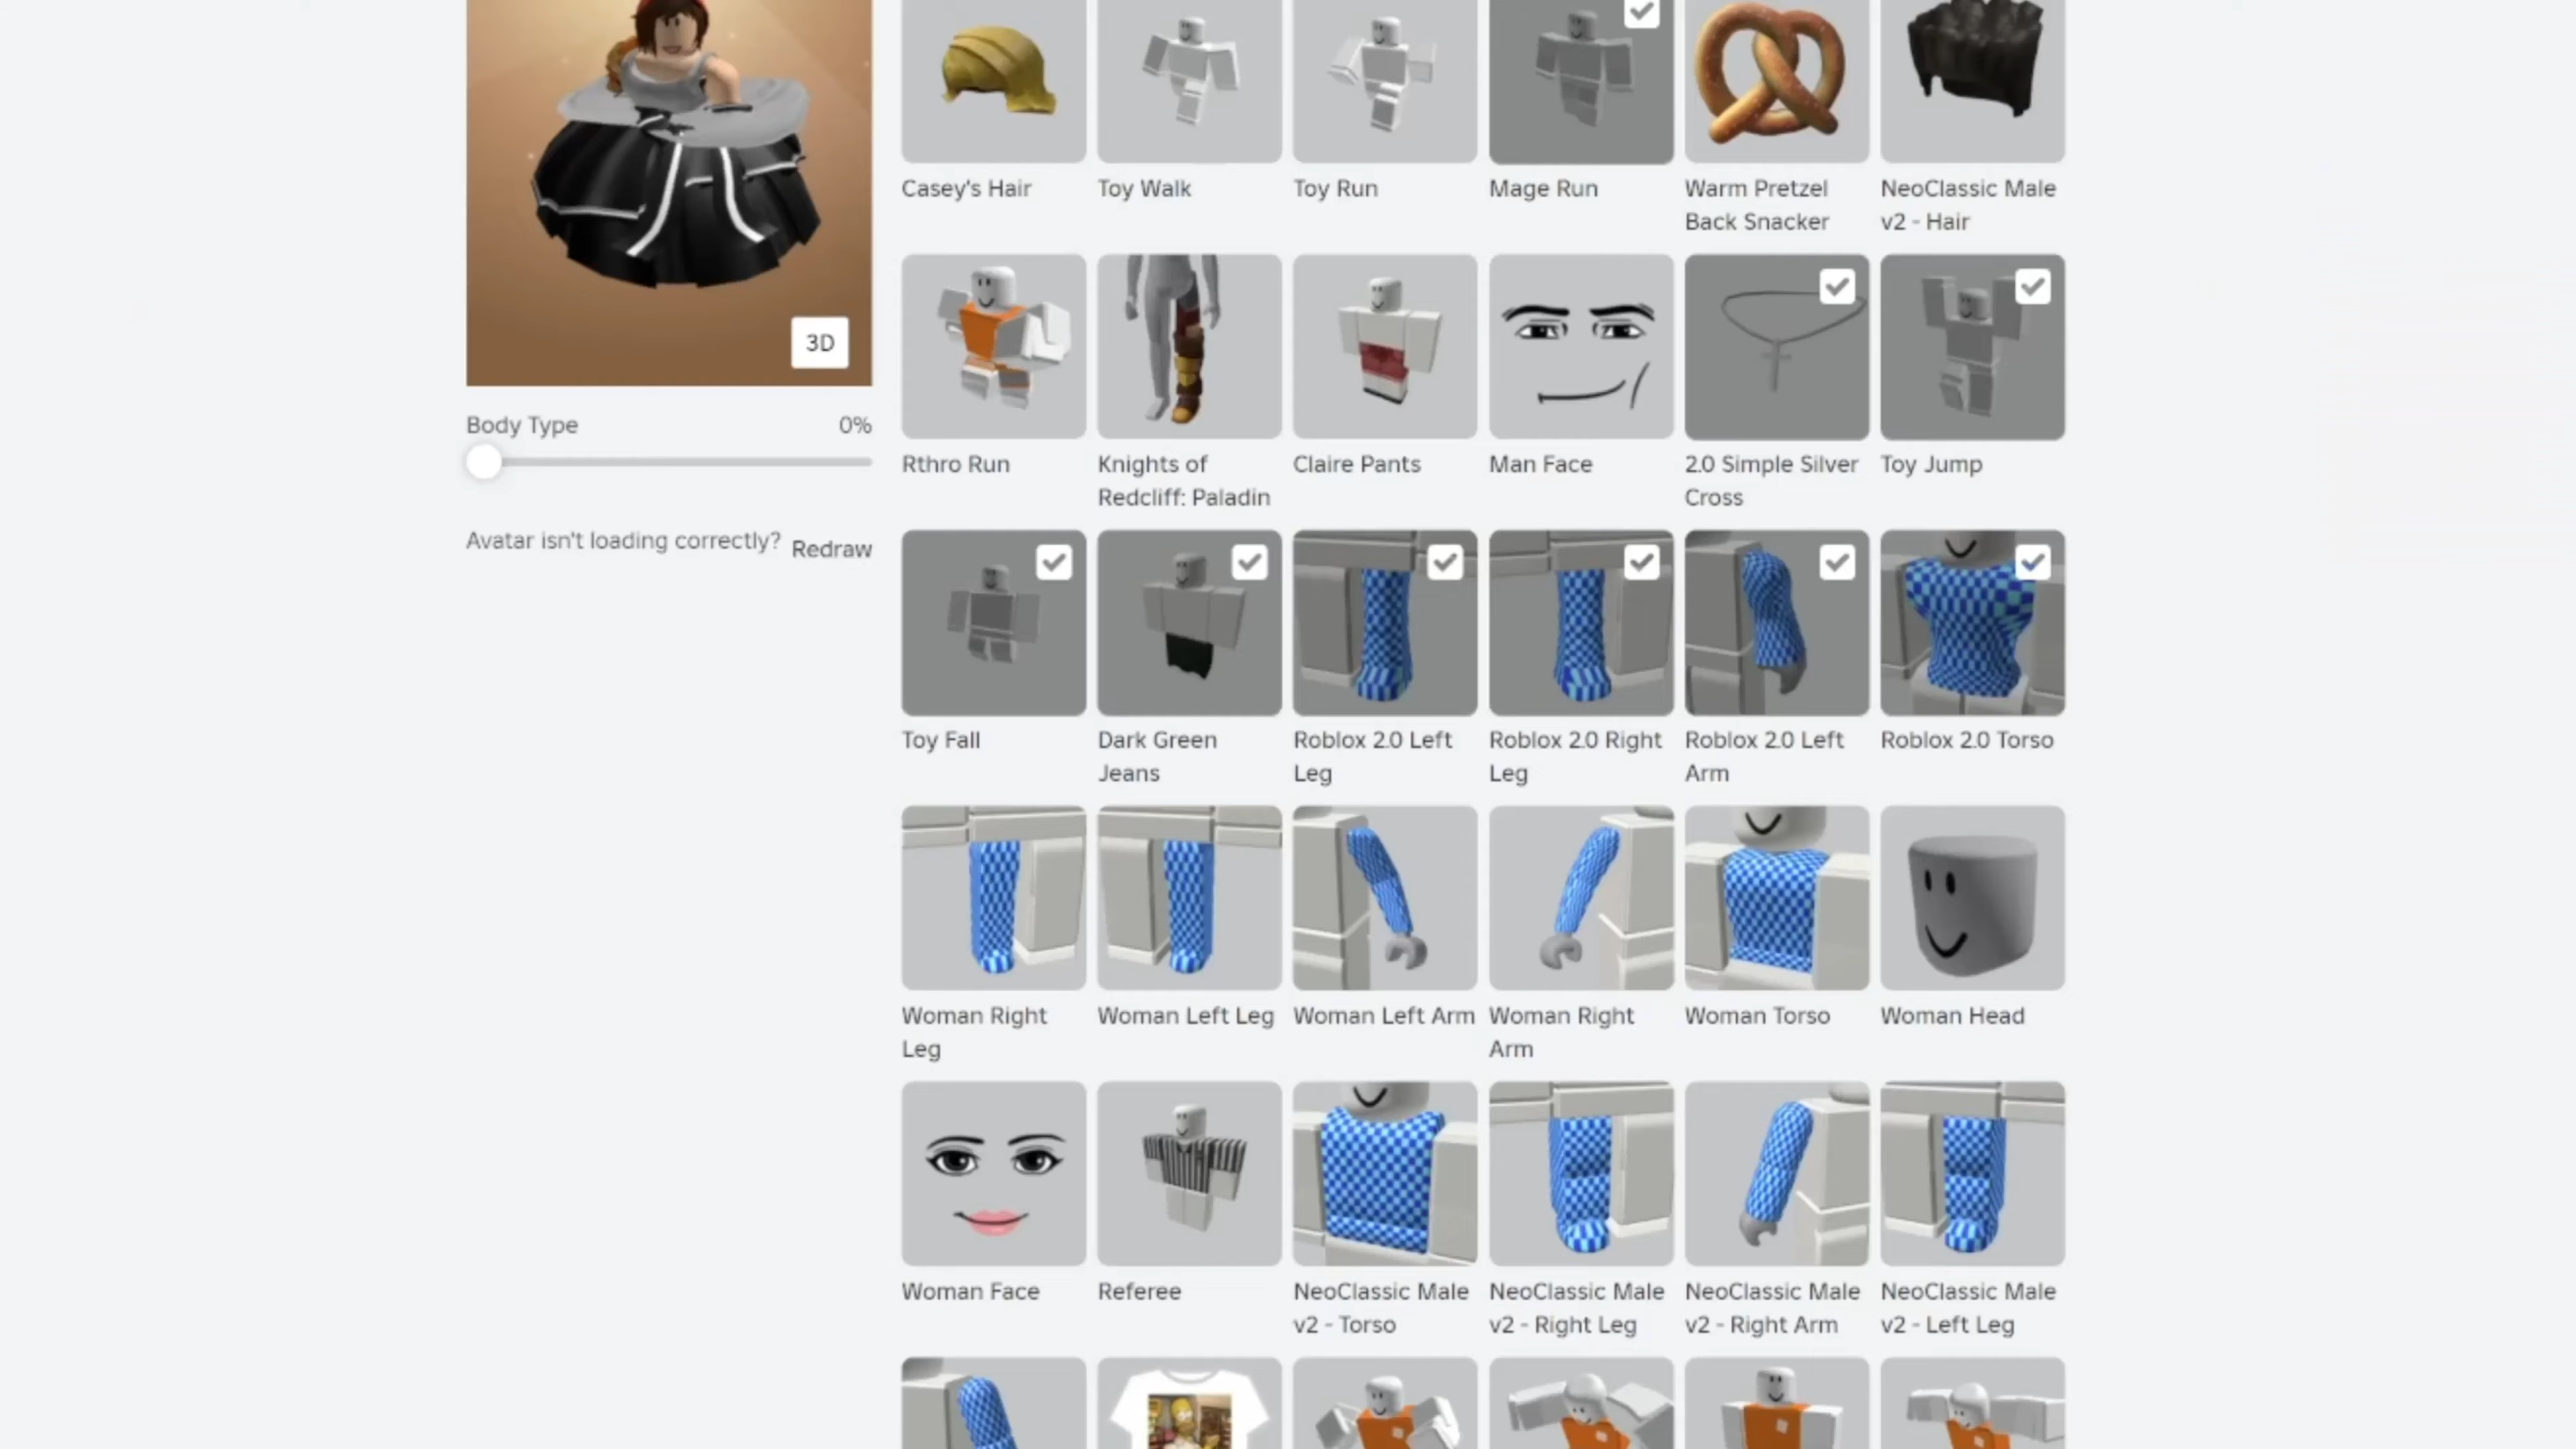 3D
Body Type 0%
Avatar isn't loading correctly? Redraw
Casey's Hair
Toy Walk
Toy Run
Mage Run
Warm Pretzel
Back Snacker
NeoClassic Male
v2 - Hair
Rthro Run
Knights of
Redcliff: Paladin
Claire Pants
Man Face
2.0 Simple Silver
Cross
Toy Jump
Toy Fall
Dark Green
Jeans
Roblox 2.0 Left
Leg
Roblox 2.0 Right
Leg
Roblox 2.0 Left
Arm
Roblox 2.0 Torso
Woman Right
Leg
Woman Left Leg
Woman Left Arm
Woman Right
Arm
Woman Torso
Woman Head
Woman Face
Referee
NeoClassic Male
v2 - Torso
NeoClassic Male
v2 - Right Leg
NeoClassic Male
v2 - Right Arm
NeoClassic Male
v2 - Left Leg